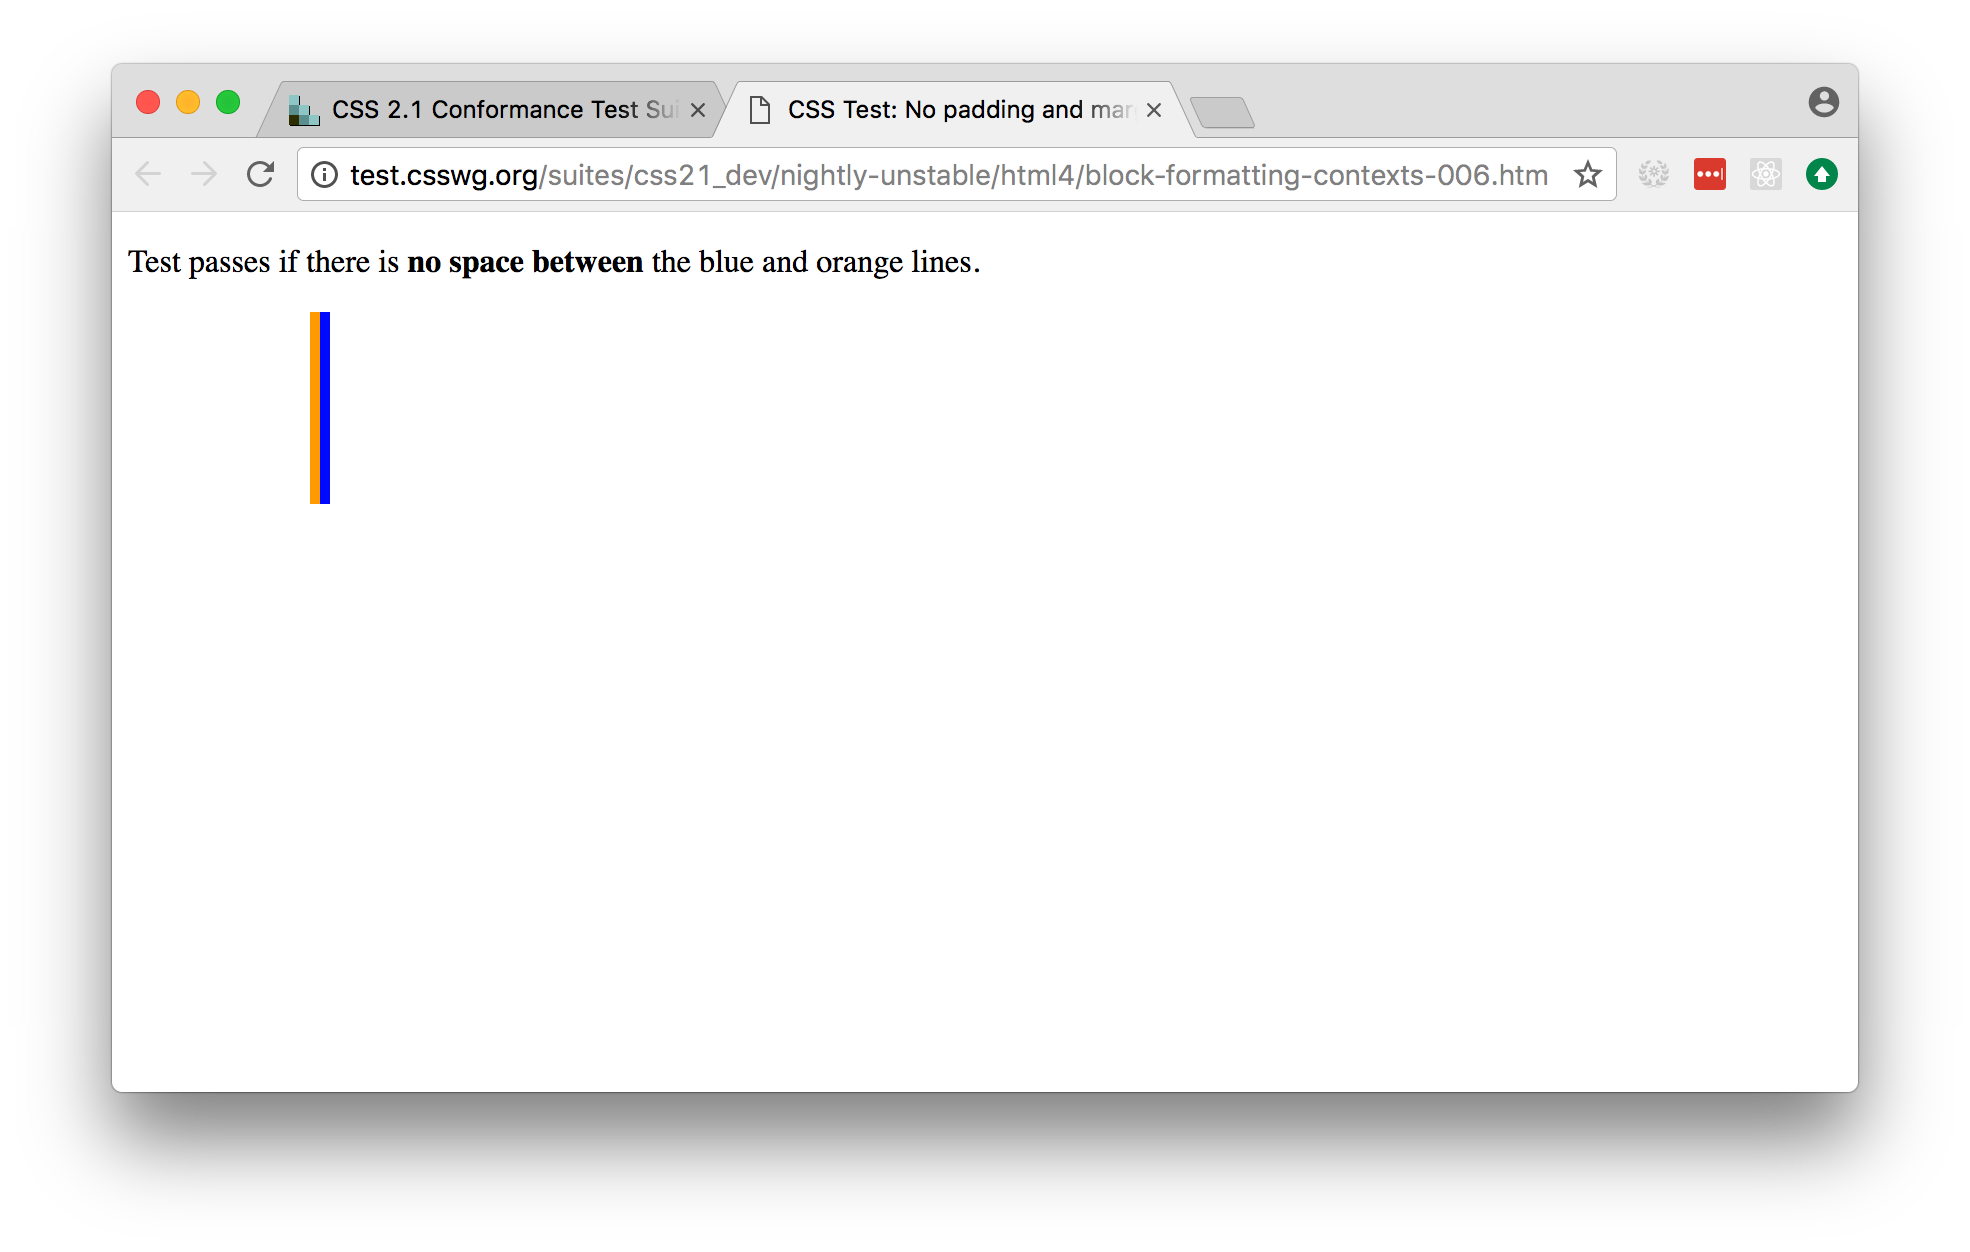 CSS 2.1 Conformance Test Sui
CSS Test: No padding and mar
test.csswg.org/suites/css21_dev/nightly-unstable/html4/block-formatting-contexts-006.htm
Test passes if there is no space between the blue and orange lines.